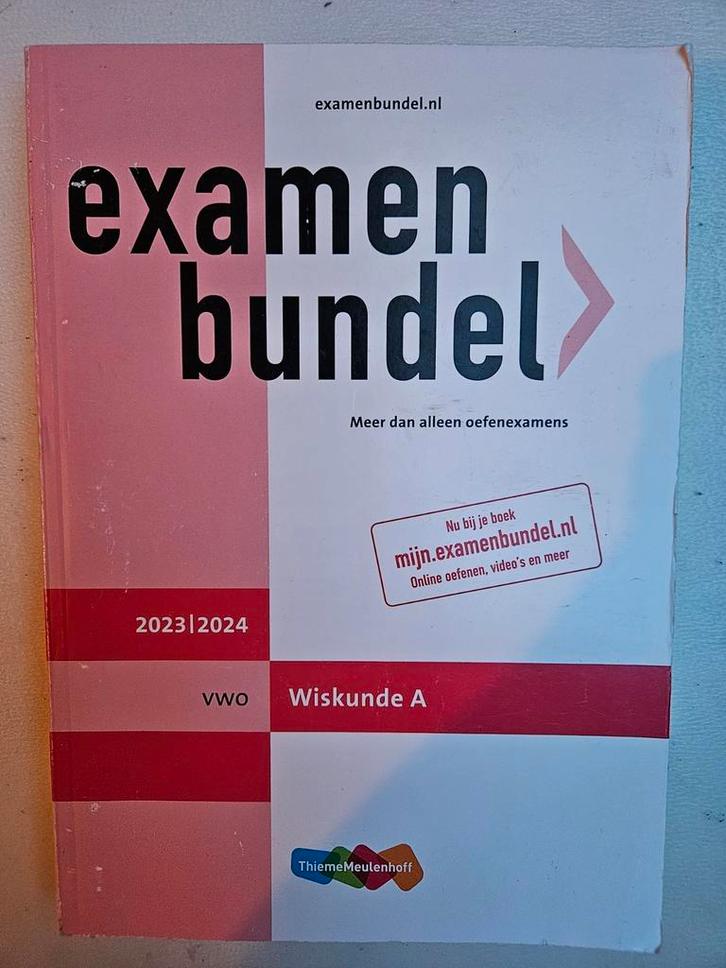 examenbundel.nl
examen
bundel
Meer dan alleen oefenexamens
Nu bij je boek
mijn.examenbundel.nl
Online oefenen, video's en meer
2023|2024
vwo
Wiskunde A
ThiemeMeulenhoff